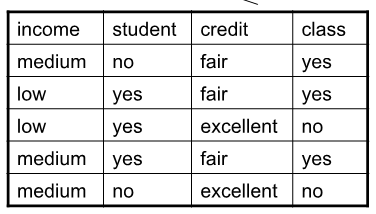 income student credit class
medium no fair yes
low yes fair yes
low yes excellent no
medium yes fair yes
medium no excellent no